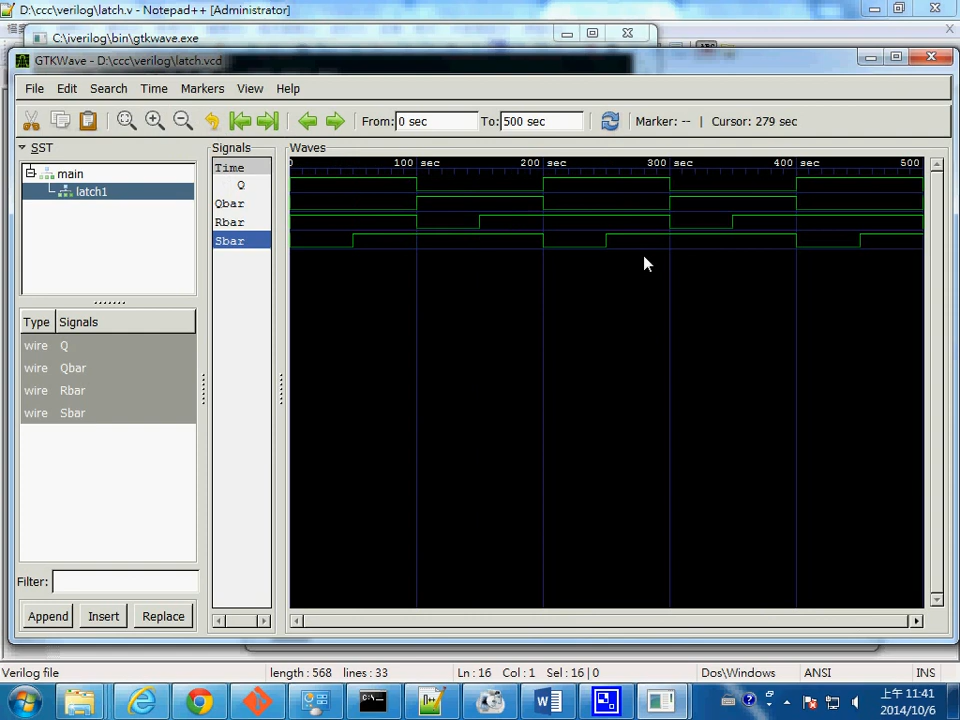 D:\ccc\verilog\latch.v - Notepad++ [Administrator]
C:\iverilog\bin\gtkwave.exe
GTKWave - D:\ccc\verilog\latch.vcd
File Edit Search Time Markers View Help
From: 0 sec To: 500 sec Marker: -- | Cursor: 279 sec
SST
main
latch1
Type Signals
wire Q
wire Qbar
wire Rbar
wire Sbar
Filter:
Append Insert Replace
Signals
Time
Q
Qbar
Rbar
Sbar
Waves
0 100 sec 200 sec 300 sec 400 sec 500
Verilog file length : 568 lines : 33 Ln : 16 Col : 1 Sel : 16 | 0 Dos\Windows ANSI INS
上午 11:41
2014/10/6